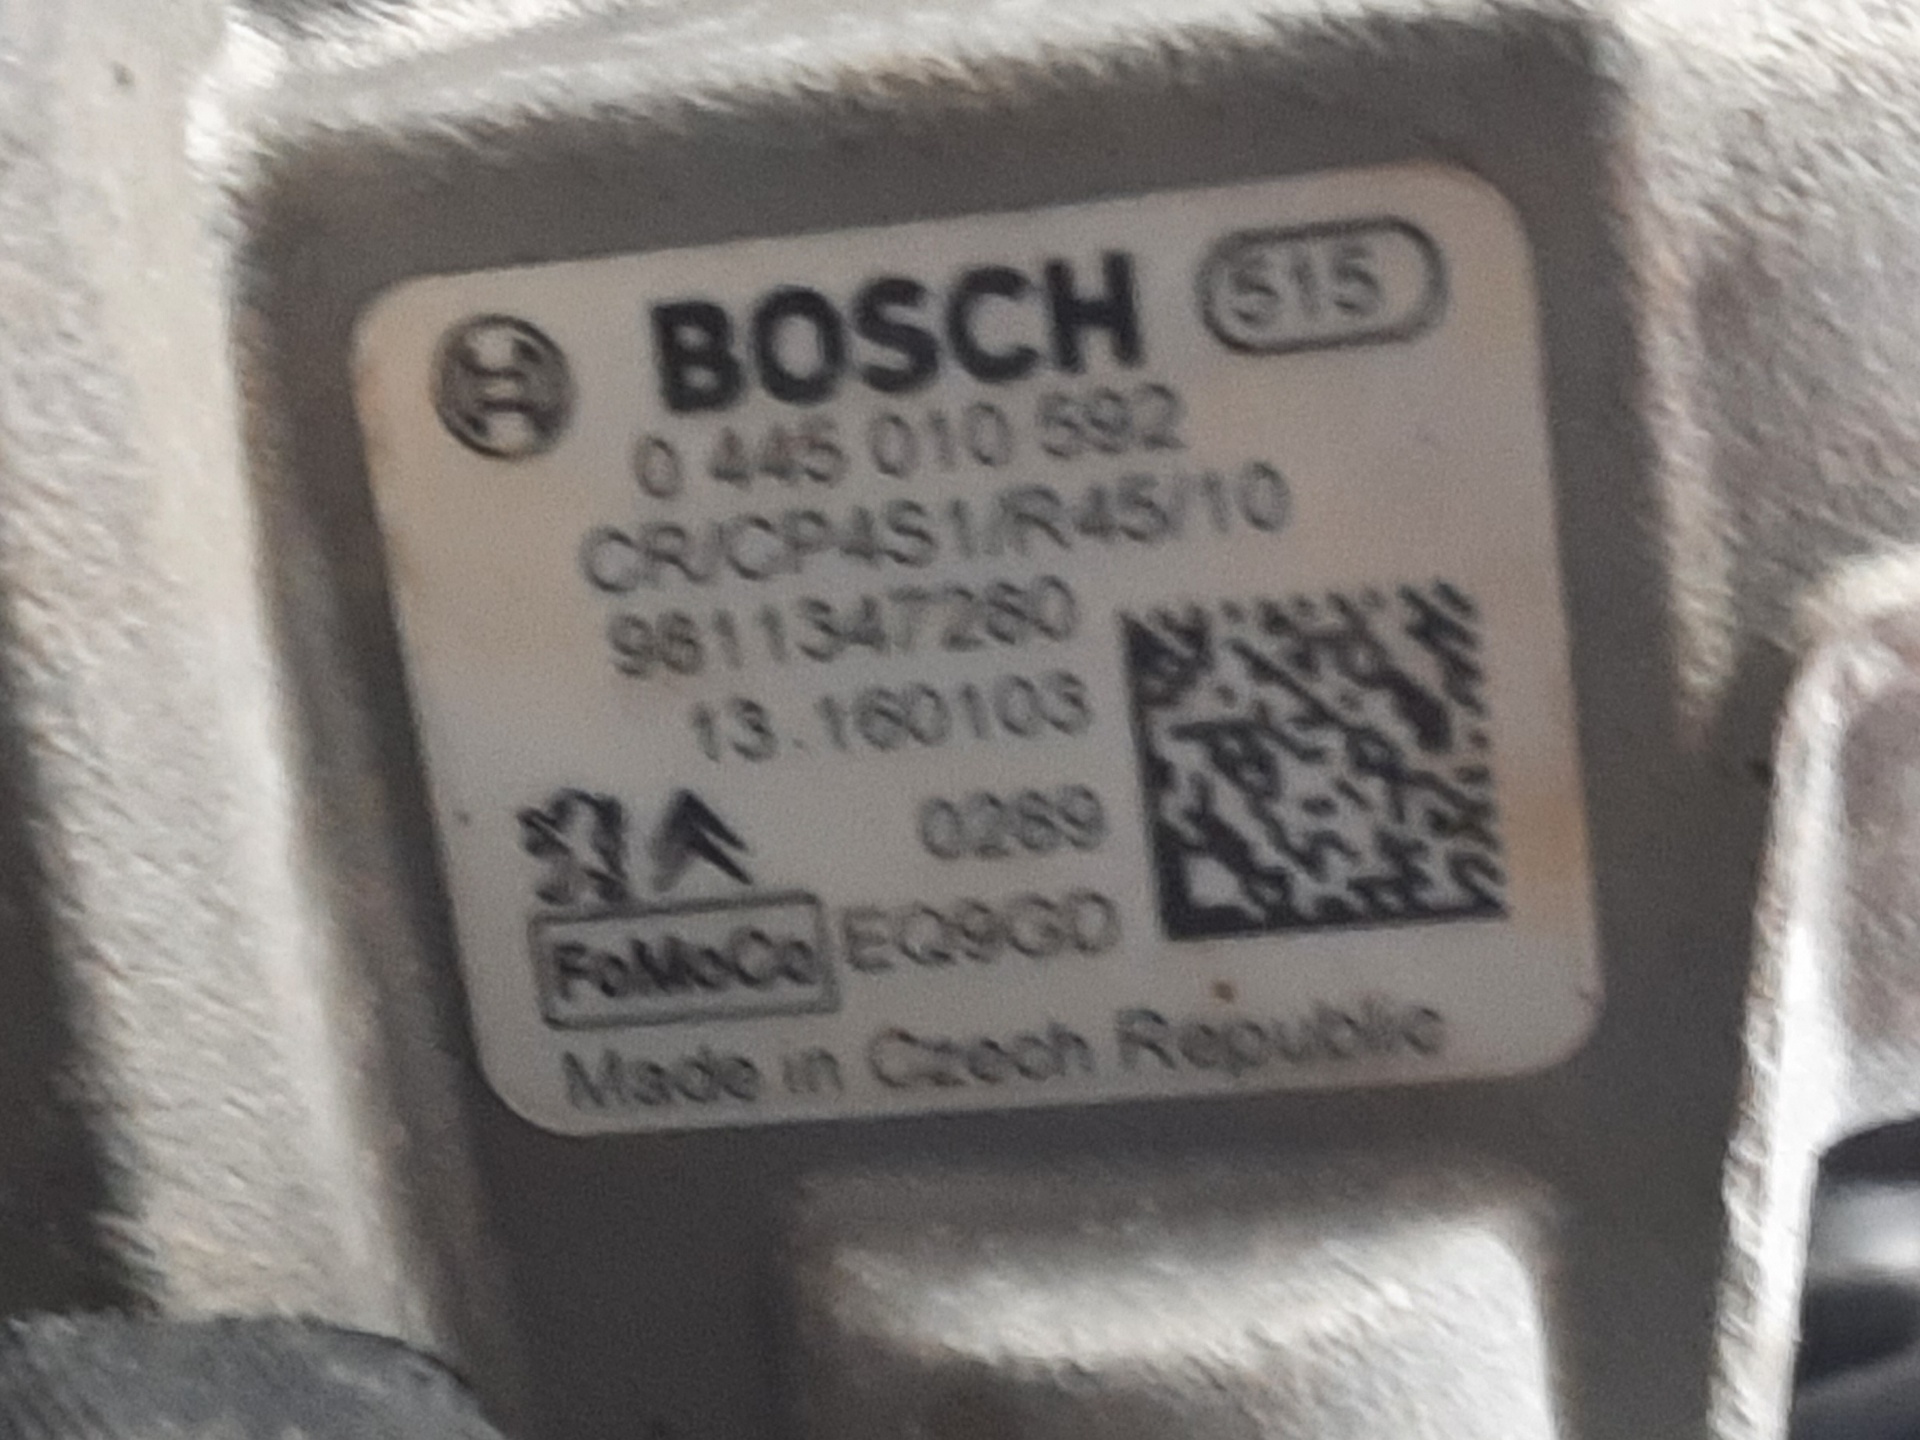 BOSCH 515
0 445 010 592
CR/CP4S1/R45/10
9811347280
13.160103
0269
FoMoCo EQ9GD
Made in Czech Republic